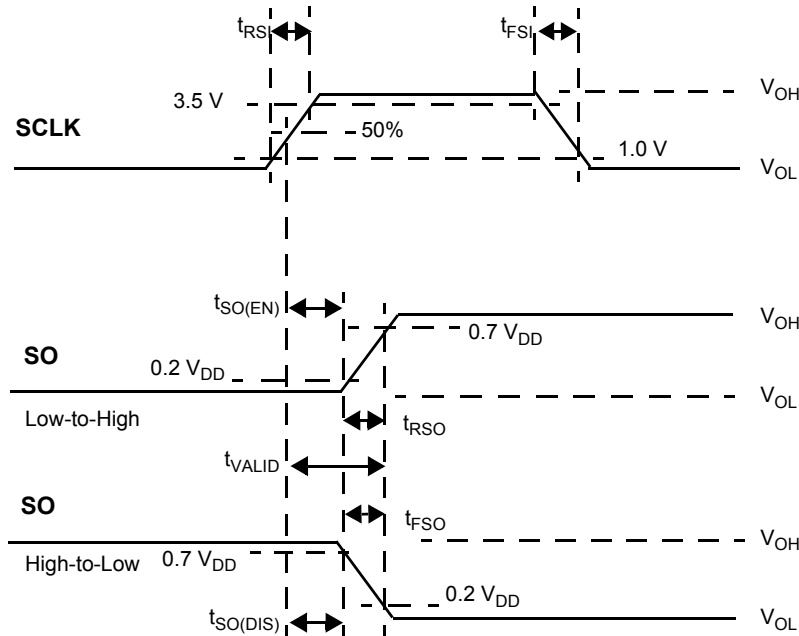 tRSI
tFSI
3.5 V
VOH
SCLK
50%
1.0 V
VOL
tSO(EN)
VOH
0.7 VDD
SO
0.2 VDD
VOL
Low-to-High
tRSO
tVALID
SO
tFSO
VOH
High-to-Low
0.7 VDD
0.2 VDD
tSO(DIS)
VOL